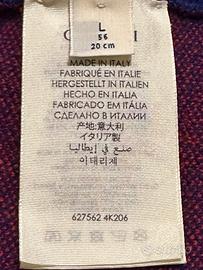 L
56
20 cm
MADE IN ITALY
FABRIQUÉ EN ITALIE
HERGESTELLT IN ITALIEN
HECHO EN ITALIA
FABRICADO EM ITÁLIA
СДЕЛАНО В ИТАЛИИ
产地：意大利
イタリア製
صنع في إيطاليا
이태리제
627562 4K206